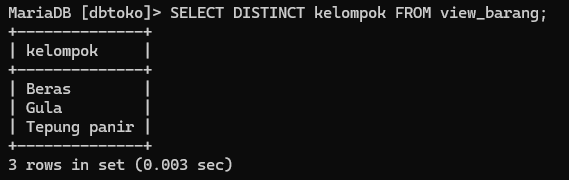 MariaDB [dbtoko]> SELECT DISTINCT kelompok FROM view_barang;
+--------------+
| kelompok     |
+--------------+
| Beras        |
| Gula         |
| Tepung panir |
+--------------+
3 rows in set (0.003 sec)